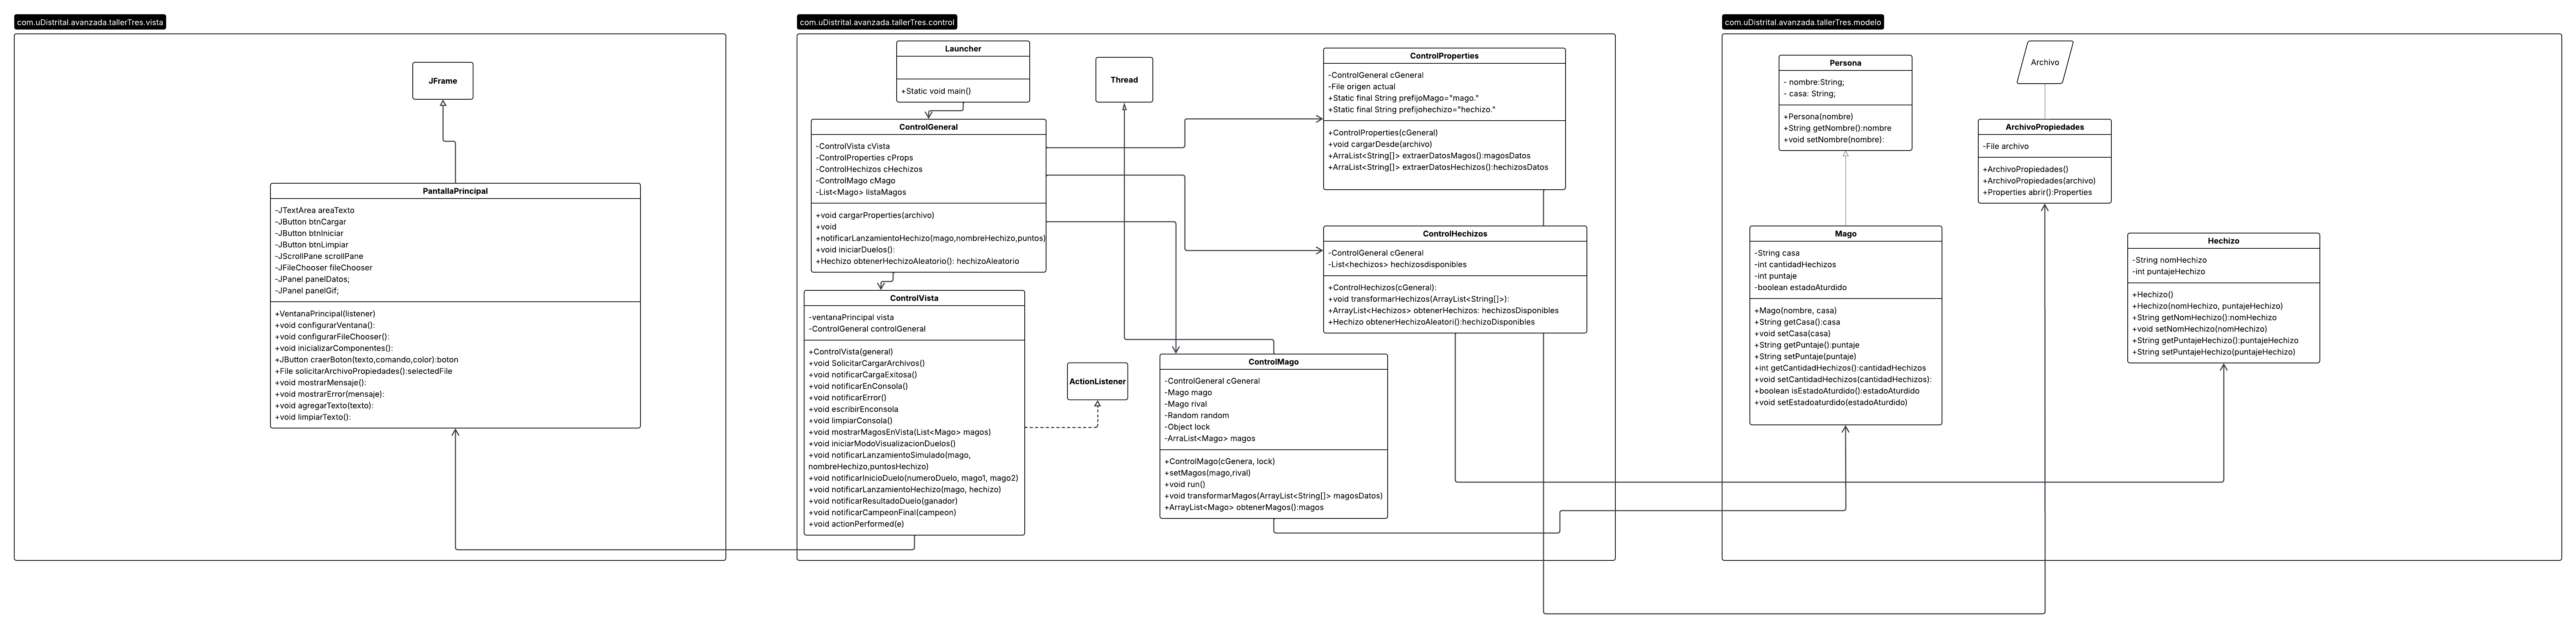 com.uDistrital.avanzada.tallerTres.vista
JFrame
PantallaPrincipal
-JTextArea areaTexto
-JButton btnCargar
-JButton btnIniciar
-JButton btnLimpiar
-JScrollPane scrollPane
-JFileChooser fileChooser
-JPanel panelDatos;
-JPanel panelGif;
+VentanaPrincipal(listener)
+void configurarVentana():
+void configurarFileChooser():
+void inicializarComponentes():
+JButton craerBoton(texto,comando,color):boton
+File solicitarArchivoPropiedades():selectedFile
+void mostrarMensaje():
+void mostrarError(mensaje):
+void agregarTexto(texto):
+void limpiarTexto():
com.uDistrital.avanzada.tallerTres.control
Launcher
+Static void main()
ControlGeneral
-ControlVista cVista
-ControlProperties cProps
-ControlHechizos cHechizos
-ControlMago cMago
-List<Mago> listaMagos
+void cargarProperties(archivo)
+void
+notificarLanzamientoHechizo(mago,nombreHechizo,puntos)
+void iniciarDuelos():
+Hechizo obtenerHechizoAleatorio(): hechizoAleatorio
ControlVista
-ventanaPrincipal vista
-ControlGeneral controlGeneral
+ControlVista(general)
+void SolicitarCargarArchivos()
+void notificarCargaExitosa()
+void notificarEnConsola()
+void notificarError()
+void escribirEnconsola
+void limpiarConsola()
+void mostrarMagosEnVista(List<Mago> magos)
+void iniciarModoVisualizacionDuelos()
+void notificarLanzamientoSimulado(mago,
nombreHechizo,puntosHechizo)
+void notificarInicioDuelo(numeroDuelo, mago1, mago2)
+void notificarLanzamientoHechizo(mago, hechizo)
+void notificarResultadoDuelo(ganador)
+void notificarCampeonFinal(campeon)
+void actionPerformed(e)
Thread
ActionListener
ControlMago
-ControlGeneral cGeneral
-Mago mago
-Mago rival
-Random random
-Object lock
-ArraList<Mago> magos
+ControlMago(cGenera, lock)
+setMagos(mago,rival)
+void run()
+void transformarMagos(ArrayList<String[]> magosDatos)
+ArrayList<Mago> obtenerMagos():magos
ControlProperties
-ControlGeneral cGeneral
-File origen actual
+Static final String prefijoMago="mago."
+Static final String prefijohechizo="hechizo."
+ControlProperties(cGeneral)
+void cargarDesde(archivo)
+ArraList<String[]> extraerDatosMagos():magosDatos
+ArraList<String[]> extraerDatosHechizos():hechizosDatos
ControlHechizos
-ControlGeneral cGeneral
-List<hechizos> hechizosdisponibles
+ControlHechizos(cGeneral):
+void transformarHechizos(ArrayList<String[]>):
+ArrayList<Hechizos> obtenerHechizos: hechizosDisponibles
+Hechizo obtenerHechizoAleatori():hechizoDisponibles
com.uDistrital.avanzada.tallerTres.modelo
Persona
- nombre:String;
- casa: String;
+Persona(nombre)
+String getNombre():nombre
+void setNombre(nombre):
Mago
-String casa
-int cantidadHechizos
-int puntaje
-boolean estadoAturdido
+Mago(nombre, casa)
+String getCasa():casa
+void setCasa(casa)
+String getPuntaje():puntaje
+String setPuntaje(puntaje)
+int getCantidadHechizos():cantidadHechizos
+void setCantidadHechizos(cantidadHechizos):
+boolean isEstadoAturdido():estadoAturdido
+void setEstadoaturdido(estadoAturdido)
Archivo
ArchivoPropiedades
-File archivo
+ArchivoPropiedades()
+ArchivoPropiedades(archivo)
+Properties abrir():Properties
Hechizo
-String nomHechizo
-int puntajeHechizo
+Hechizo()
+Hechizo(nomHechizo, puntajeHechizo)
+String getNomHechizo():nomHechizo
+void setNomHechizo(nomHechizo)
+String getPuntajeHechizo():puntajeHechizo
+String setPuntajeHechizo(puntajeHechizo)